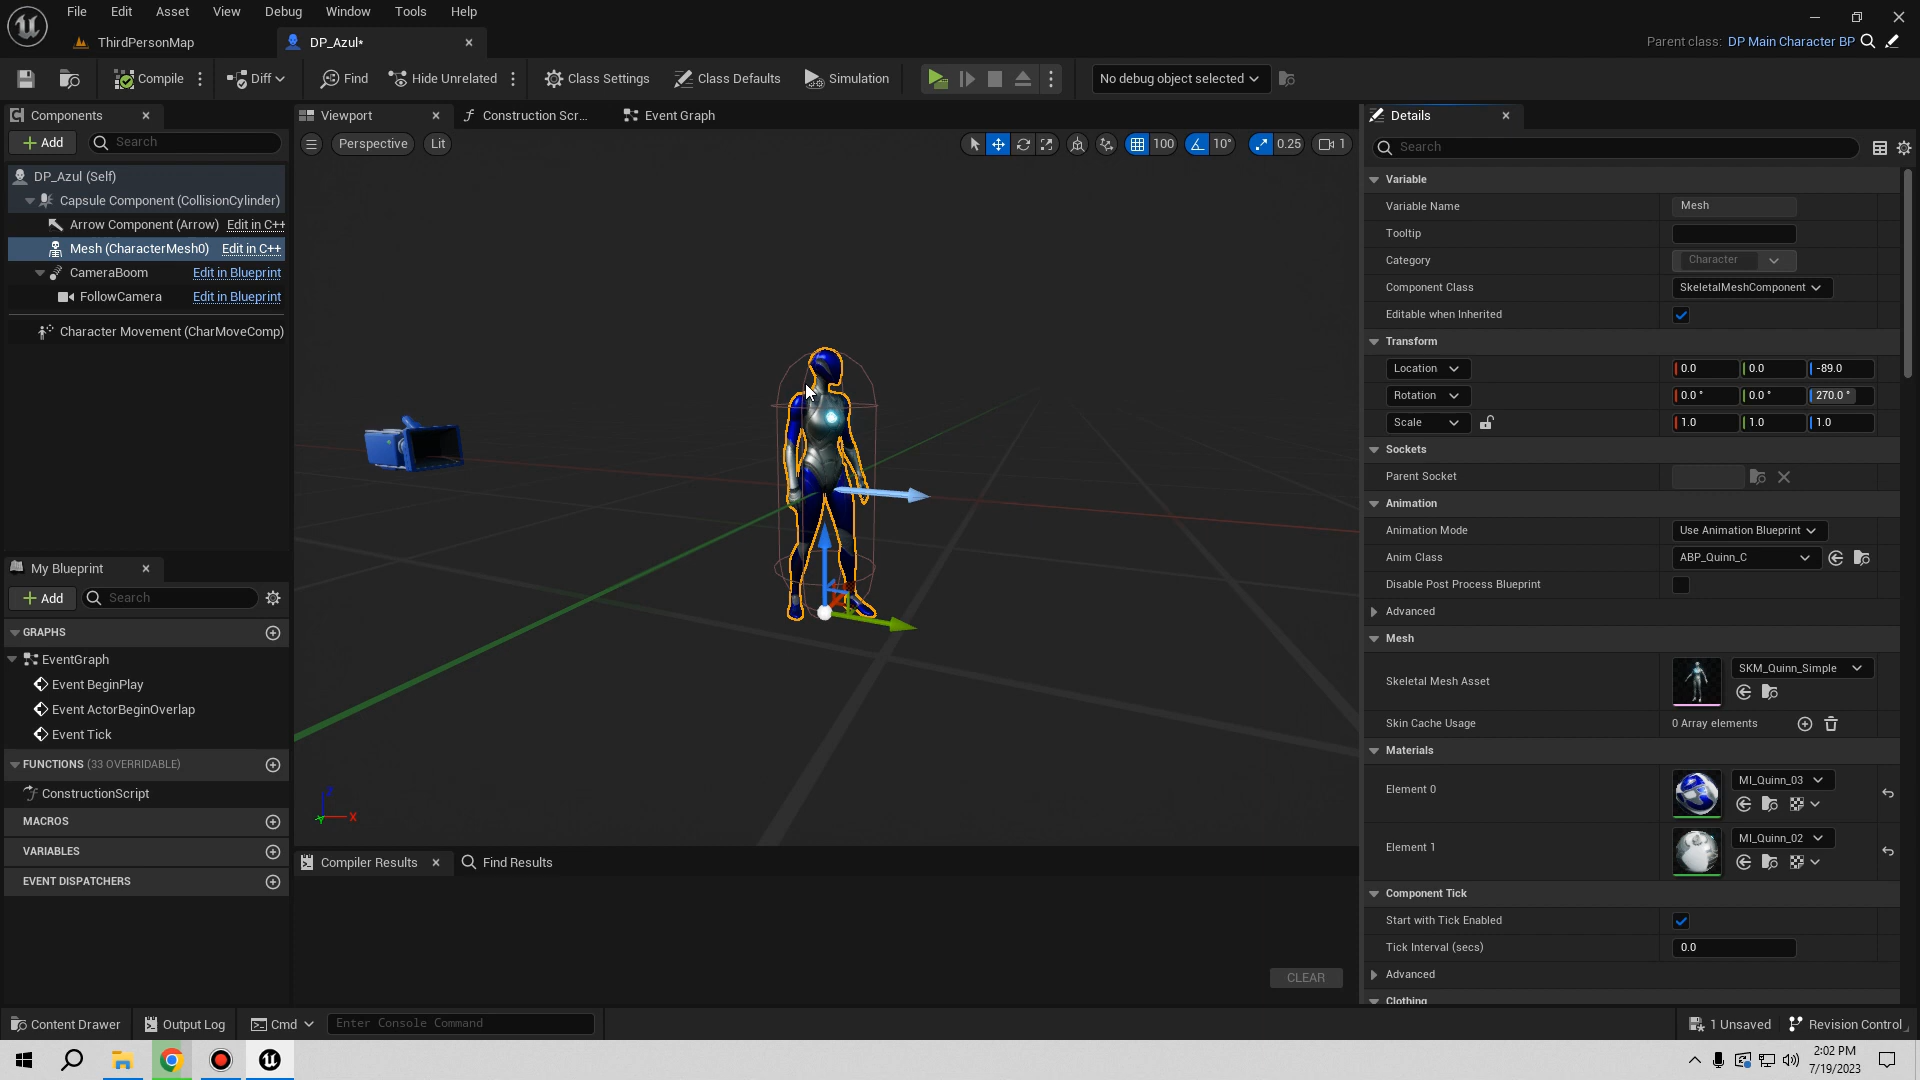 File Edit Asset View Debug Window Tools Help
ThirdPersonMap
DP_Azul*
Parent class: DP Main Character BP
Compile
Diff
Find
Hide Unrelated
Class Settings
Class Defaults
Simulation
No debug object selected
Components
Add
Search
DP_Azul (Self)
Capsule Component (CollisionCylinder)
Arrow Component (Arrow) Edit in C++
Mesh (CharacterMesh0) Edit in C++
CameraBoom Edit in Blueprint
FollowCamera Edit in Blueprint
Character Movement (CharMoveComp)
My Blueprint
Add
Search
GRAPHS
EventGraph
Event BeginPlay
Event ActorBeginOverlap
Event Tick
FUNCTIONS (33 OVERRIDABLE)
ConstructionScript
MACROS
VARIABLES
EVENT DISPATCHERS
Viewport
Construction Scr...
Event Graph
Perspective
Lit
100
10°
0.25
1
Z
X
Y
Compiler Results
Find Results
CLEAR
Details
Search
Variable
Variable Name Mesh
Tooltip
Category Character
Component Class SkeletalMeshComponent
Editable when Inherited
Transform
Location 0.0 0.0 -89.0
Rotation 0.0 ° 0.0 ° 270.0 °
Scale 1.0 1.0 1.0
Sockets
Parent Socket
Animation
Animation Mode Use Animation Blueprint
Anim Class ABP_Quinn_C
Disable Post Process Blueprint
Advanced
Mesh
Skeletal Mesh Asset SKM_Quinn_Simple
Skin Cache Usage 0 Array elements
Materials
Element 0 MI_Quinn_03
Element 1 MI_Quinn_02
Component Tick
Start with Tick Enabled
Tick Interval (secs) 0.0
Advanced
Clothing
Content Drawer
Output Log
Cmd
Enter Console Command
1 Unsaved
Revision Control
2:02 PM
7/19/2023